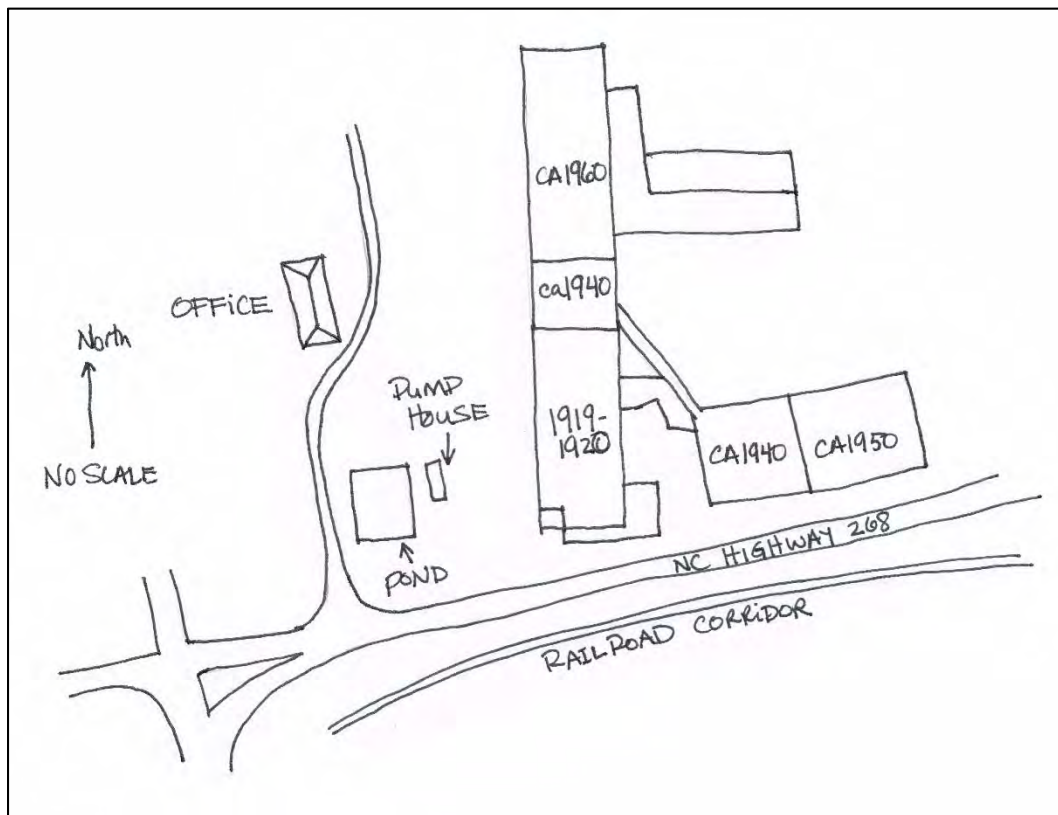 CA1960
ca1940
OFFICE
North
PUMP
HOUSE
1919-
1920
CA1940
CA1950
NO SCALE
POND
NC HIGHWAY 268
RAILROAD CORRIDOR